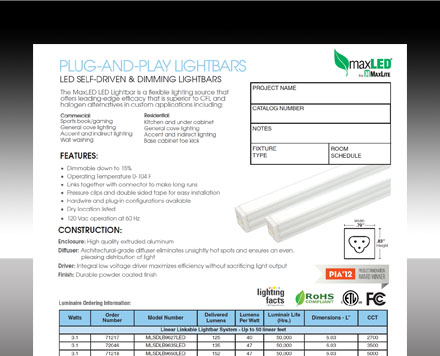 PLUG-AND-PLAY LIGHTBARS
LED SELF-DRIVEN & DIMMING LIGHTBARS
maxLED
by MAXLITE
The MaxLED LED Lightbar is a flexible lighting source that
offers leading-edge efficacy that is superior to CFL and
halogen alternatives in custom applications including:
Commercial:
Sports book/gaming
General cove lighting
Accent and indirect lighting
Wall washing
Residential:
Kitchen and under cabinet
General cove lighting
Accent and indirect lighting
Base cabinet toe kick
PROJECT NAME
CATALOG NUMBER
NOTES
FIXTURE TYPE
ROOM SCHEDULE
FEATURES:
• Dimmable down to 15%
• Operating Temperature 0-104 F
• Links together with connector to make long runs
• Pressure clips and double sided tape for easy installation
• Hardwire and plug-in configurations available
• Dry location listed
• 120 Vac operation at 60 Hz
CONSTRUCTION:
Enclosure: High quality extruded aluminum
Diffuser: Architectural-grade diffuser eliminates unsightly hot spots and ensures an even,
pleasing distribution of light
Driver: Integral low voltage driver maximizes efficiency without sacrificing light output
Finish: Durable powder coated finish
Width
Height
PIA'12
AWARD WINNER
lighting facts
RoHS COMPLIANT
FC
Luminaire Ordering Information:
Watts Order Number Model Number Delivered Lumens Lumens Per Watt Luminair Life (Hrs.) Dimensions - L" CCT
Linear Linkable Lightbar System - Up to 50 linear feet
3.1 71217 125 40 50,000 5.83 2700
3.1 135 50,000 5.83 3500
3.1 71218 152 47 50,000 5.83 5000